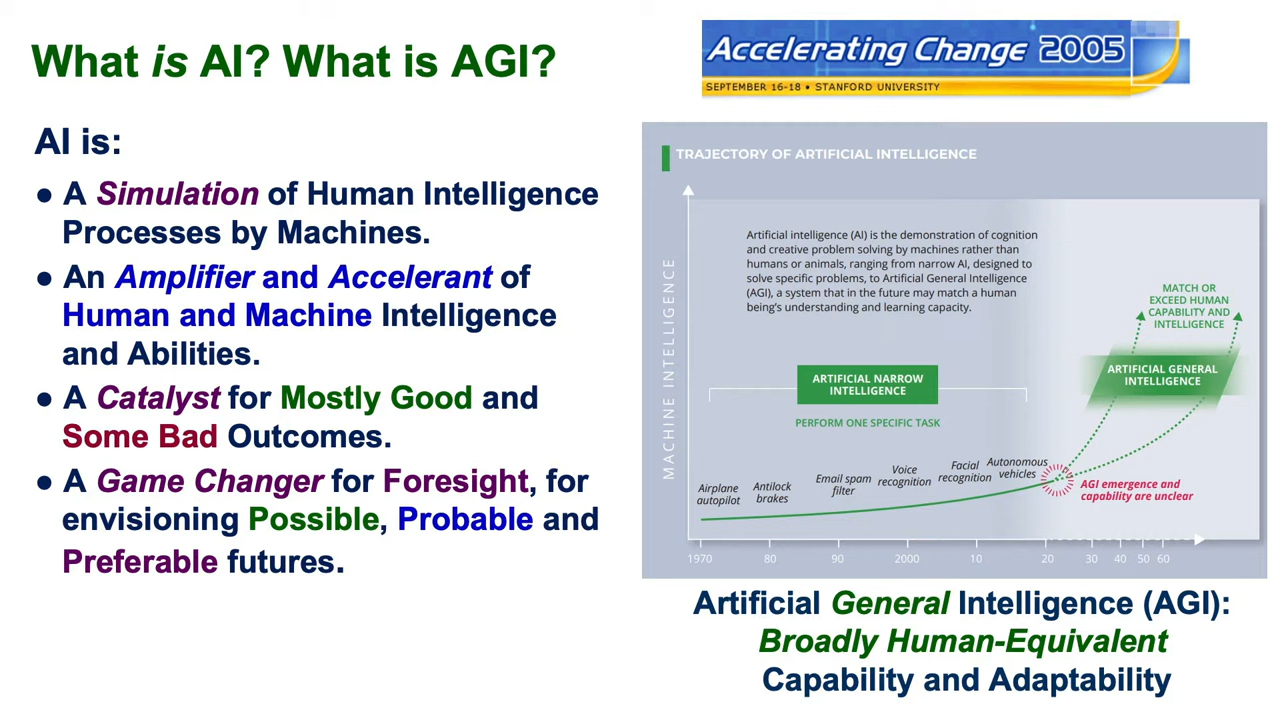 What is AI? What is AGI?
AI is:
● A Simulation of Human Intelligence
Processes by Machines.
● An Amplifier and Accelerant of
Human and Machine Intelligence
and Abilities.
● A Catalyst for Mostly Good and
Some Bad Outcomes.
● A Game Changer for Foresight, for
envisioning Possible, Probable and
Preferable futures.
Accelerating Change 2005
SEPTEMBER 16-18 • STANFORD UNIVERSITY
TRAJECTORY OF ARTIFICIAL INTELLIGENCE
MACHINE INTELLIGENCE
Artificial intelligence (AI) is the demonstration of cognition
and creative problem solving by machines rather than
humans or animals, ranging from narrow AI, designed to
solve specific problems, to Artificial General Intelligence
(AGI), a system that in the future may match a human
being's understanding and learning capacity.
MATCH OR
EXCEED HUMAN
CAPABILITY AND
INTELLIGENCE
ARTIFICIAL NARROW
INTELLIGENCE
PERFORM ONE SPECIFIC TASK
ARTIFICIAL GENERAL
INTELLIGENCE
Airplane
autopilot
Antilock
brakes
Email spam
filter
Voice
recognition
Facial
recognition
Autonomous
vehicles
AGI emergence and
capability are unclear
1970 80 90 2000 10 20 30 40 50 60
Artificial General Intelligence (AGI):
Broadly Human-Equivalent
Capability and Adaptability